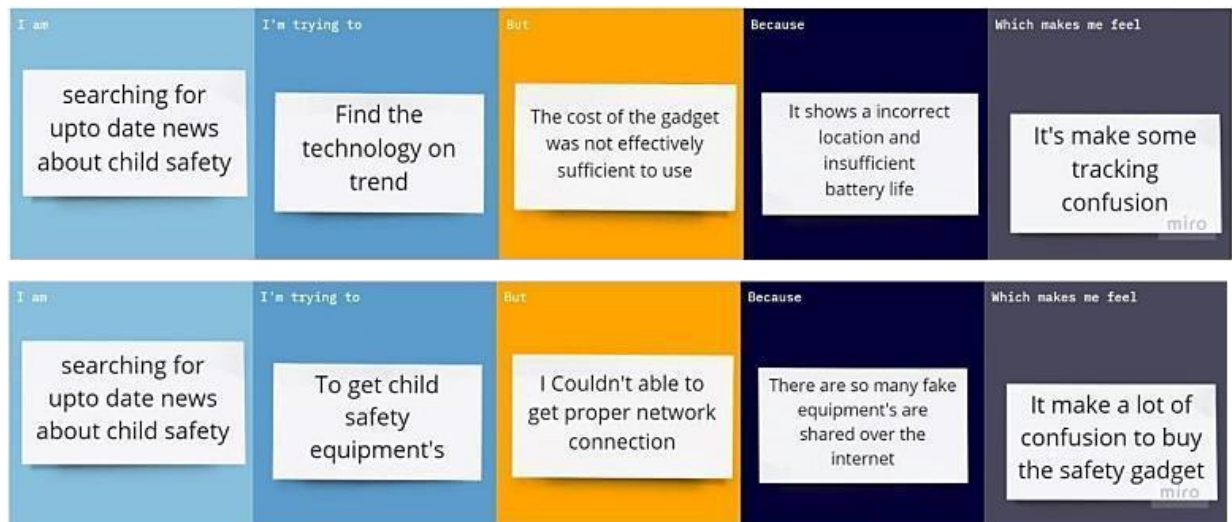 I am
I'm trying to
But
Because
Which makes me feel
searching for
upto date news
about child safety
Find the
technology on
trend
The cost of the gadget
was not effectively
sufficient to use
It shows a incorrect
location and
insufficient
battery life
It's make some
tracking
confusion
miro
I am
I'm trying to
But
Because
Which makes me feel
searching for
upto date news
about child safety
To get child
safety
equipment's
I Couldn't able to
get proper network
connection
There are so many fake
equipment's are
shared over the
internet
It make a lot of
confusion to buy
the safety gadget
miro